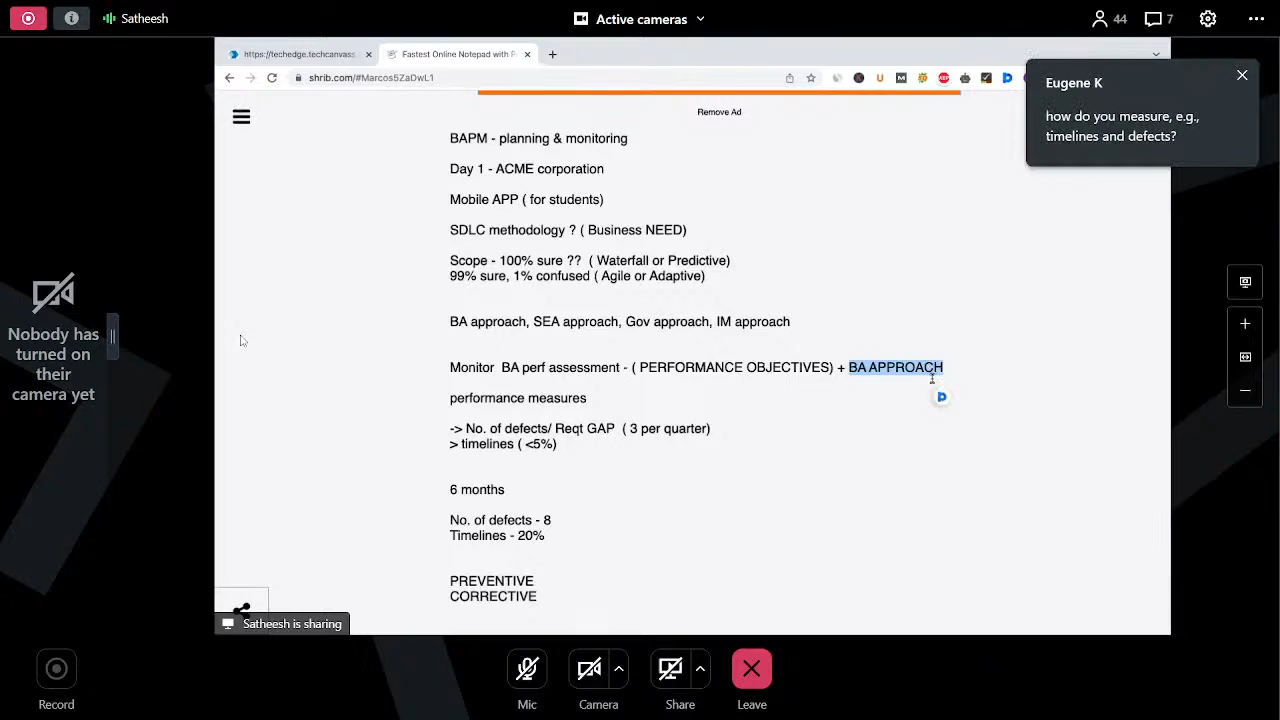 Satheesh
Active cameras
44
7
https://techedge.techcanvass
Fastest Online Notepad with P
shrib.com/#Marcos5ZaDwL1
Remove Ad
Eugene K
how do you measure, e.g.,
timelines and defects?
BAPM - planning & monitoring
Day 1 - ACME corporation
Mobile APP ( for students)
SDLC methodology ? ( Business NEED)
Scope - 100% sure ?? ( Waterfall or Predictive)
99% sure, 1% confused ( Agile or Adaptive)
BA approach, SEA approach, Gov approach, IM approach
Monitor BA perf assessment - ( PERFORMANCE OBJECTIVES) + BA APPROACH
performance measures
-> No. of defects/ Reqt GAP ( 3 per quarter)
> timelines ( <5%)
6 months
No. of defects - 8
Timelines - 20%
PREVENTIVE
CORRECTIVE
Nobody has
turned on
their
camera yet
Satheesh is sharing
Record
Mic
Camera
Share
Leave